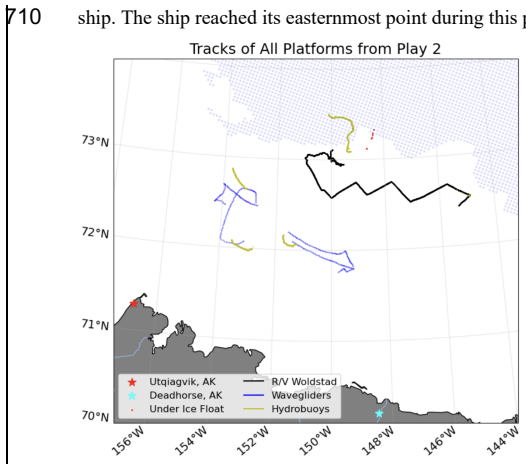 710 ship. The ship reached its easternmost point during this p
Tracks of All Platforms from Play 2
73°N
72°N
71°N
70°N
Utqiagvik, AK
Deadhorse, AK
Under Ice Float
R/V Woldstad
Wavegliders
Hydrobuoys
156°W 154°W 152°W 150°W 148°W 146°W 144°W